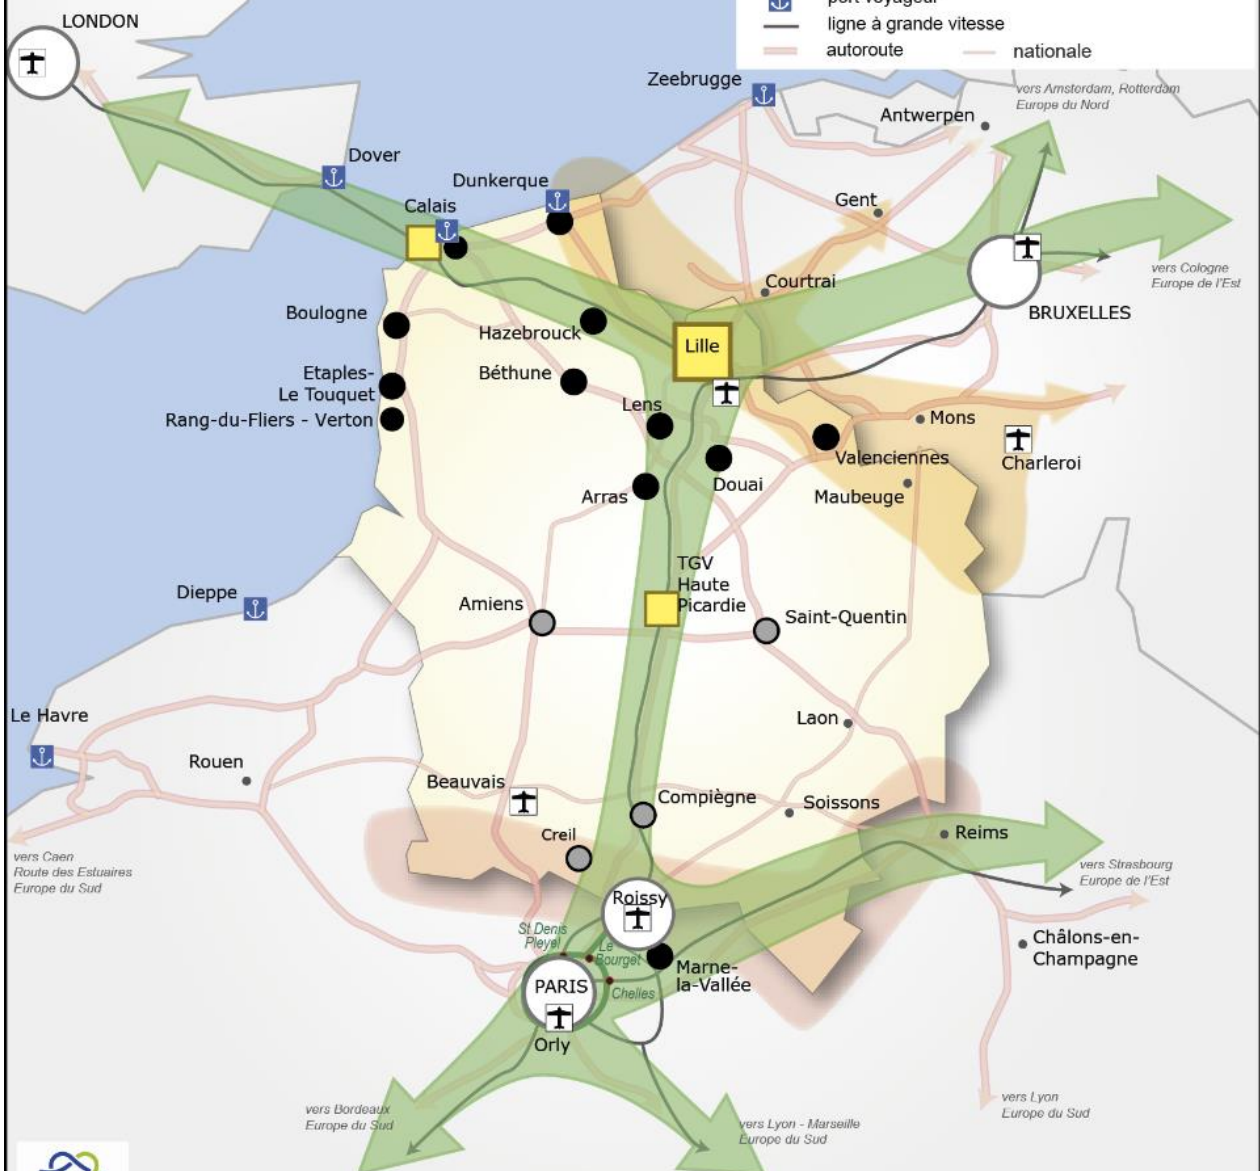 LONDON
port voyageur
ligne à grande vitesse
autoroute
nationale
Zeebrugge
vers Amsterdam, Rotterdam
Europe du Nord
Antwerpen
Dover
Dunkerque
Calais
Gent
vers Cologne
Europe de l'Est
Courtrai
BRUXELLES
Boulogne
Hazebrouck
Lille
Etaples-
Le Touquet
Béthune
Rang-du-Fliers - Verton
Lens
Mons
Valenciennes
Charleroi
Douai
Arras
Maubeuge
TGV
Haute
Picardie
Dieppe
Amiens
Saint-Quentin
Le Havre
Laon
Rouen
Beauvais
Compiègne
Soissons
Creil
Reims
vers Caen
Route des Estuaires
Europe du Sud
vers Strasbourg
Europe de l'Est
Roissy
St Denis
Pleyel
Le
Bourget
Châlons-en-
Champagne
Marne-
la-Vallée
PARIS
Chelles
Orly
vers Bordeaux
Europe du Sud
vers Lyon - Marseille
Europe du Sud
vers Lyon
Europe du Sud